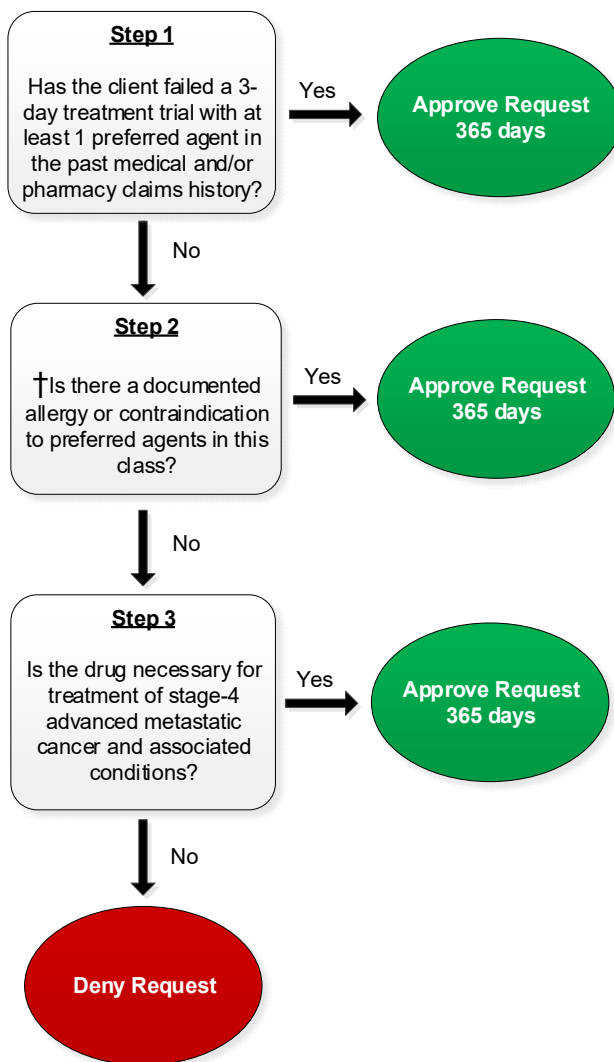 Step 1
Has the client failed a 3-
day treatment trial with at
least 1 preferred agent in
the past medical and/or
pharmacy claims history?
Yes
Approve Request
365 days
No
Step 2
†Is there a documented
allergy or contraindication
to preferred agents in this
class?
Yes
Approve Request
365 days
No
Step 3
Is the drug necessary for
treatment of stage-4
advanced metastatic
cancer and associated
conditions?
Yes
Approve Request
365 days
No
Deny Request